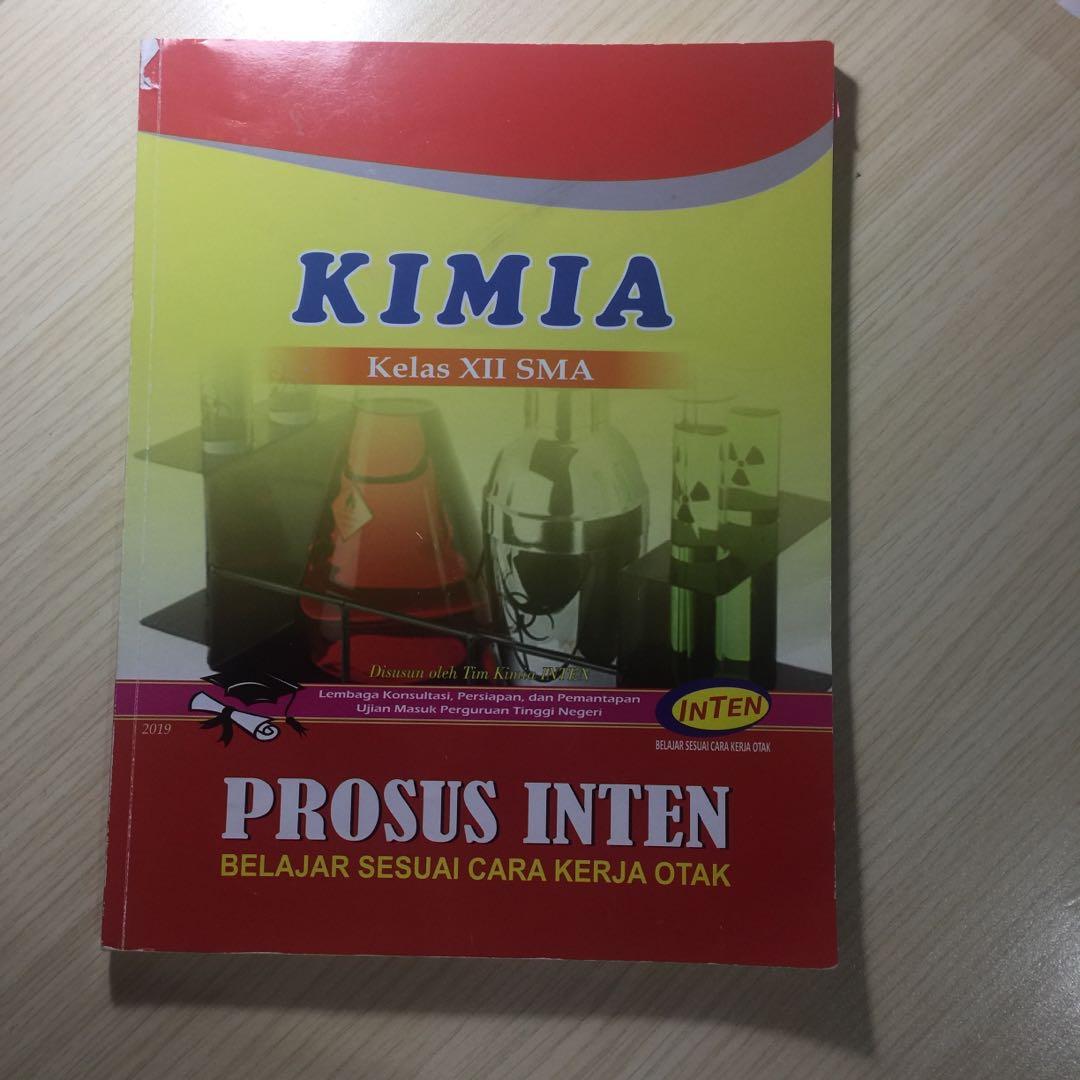 KIMIA
Kelas XII SMA
Disusun oleh Tim Kimia INTEN
Lembaga Konsultasi, Persiapan, dan Pemantapan
Ujian Masuk Perguruan Tinggi Negeri
INTEN
BELAJAR SESUAI CARA KERJA OTAK
2019
PROSUS INTEN
BELAJAR SESUAI CARA KERJA OTAK